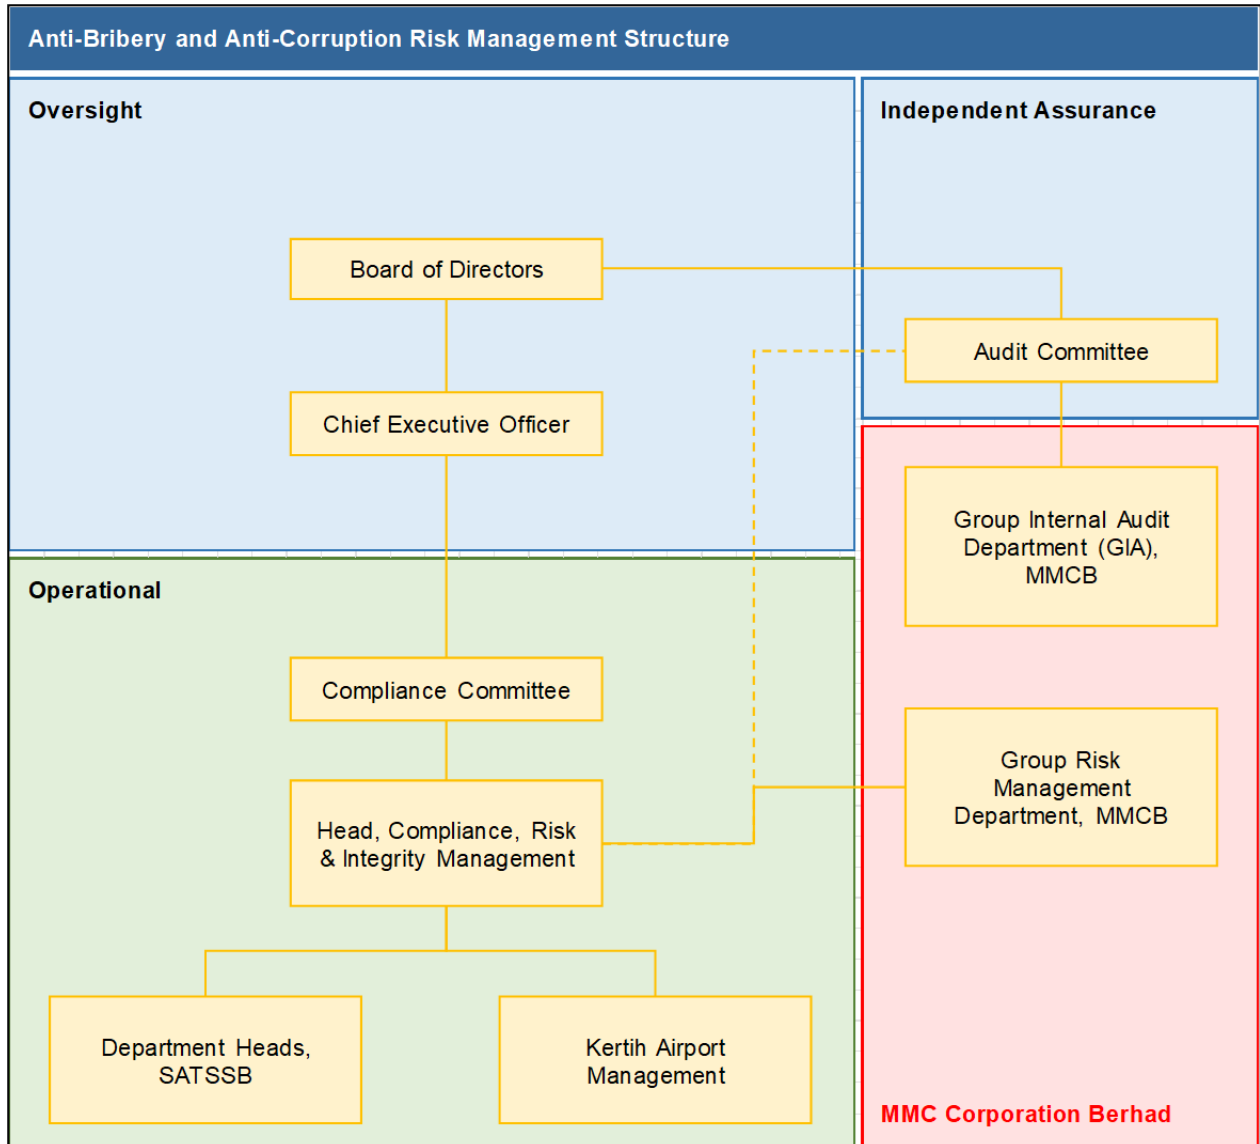 Anti-Bribery and Anti-Corruption Risk Management Structure
Oversight
Independent Assurance
Board of Directors
Audit Committee
Chief Executive Officer
Group Internal Audit
Department (GIA),
MMCB
Operational
Compliance Committee
Group Risk
Management
Department, MMCB
Head, Compliance, Risk
& Integrity Management
Department Heads,
SATSSB
Kertih Airport
Management
MMC Corporation Berhad